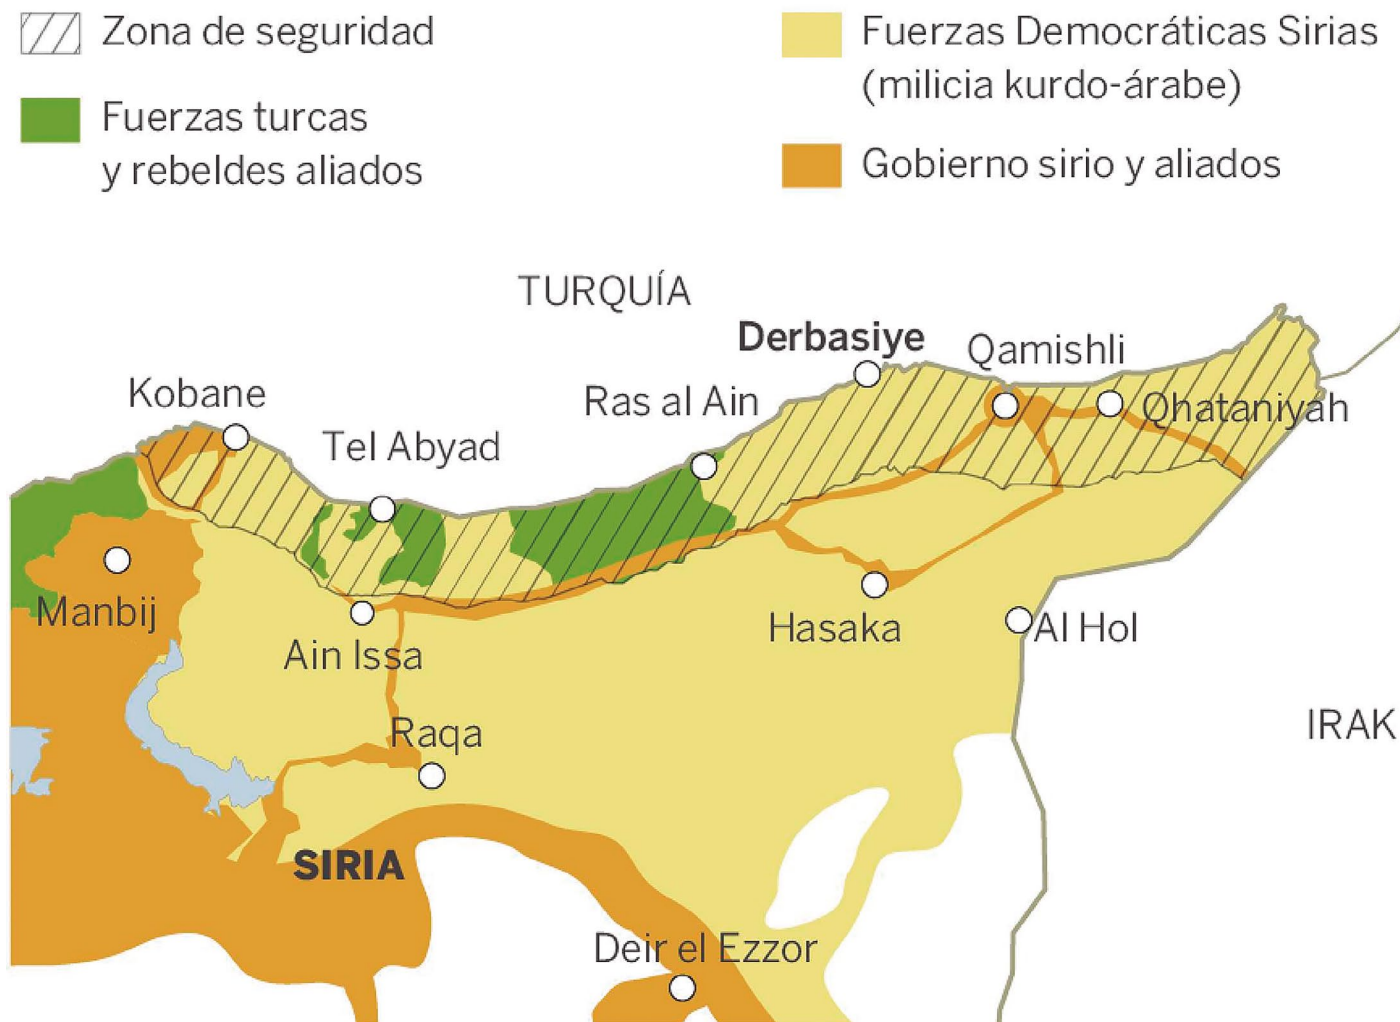 Zona de seguridad
Fuerzas turcas
y rebeldes aliados
Fuerzas Democráticas Sirias
(milicia kurdo-árabe)
Gobierno sirio y aliados
TURQUÍA
Derbasiye
Qamishli
Kobane
Ras al Ain
Qhataniyah
Tel Abyad
Manbij
Ain Issa
Hasaka
Al Hol
Raqa
IRAK
SIRIA
Deir el Ezzor